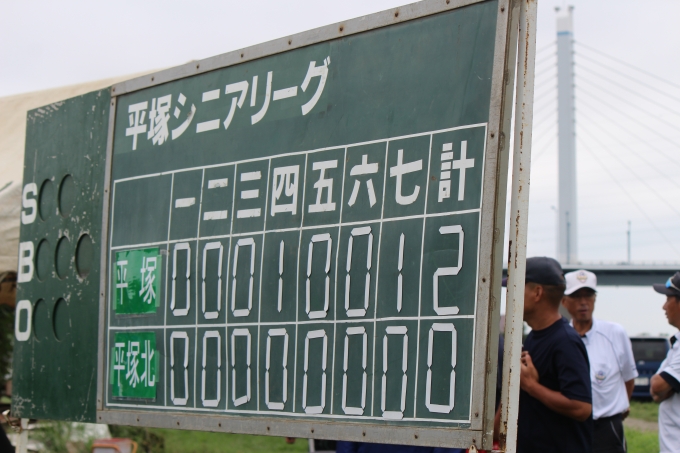 平塚シニアリーグ
一 二 三 四 五 六 七 計
平塚 0 0 0 1 0 0 1 2
平塚北 0 0 0 0 0 0 0 0
S
B
O